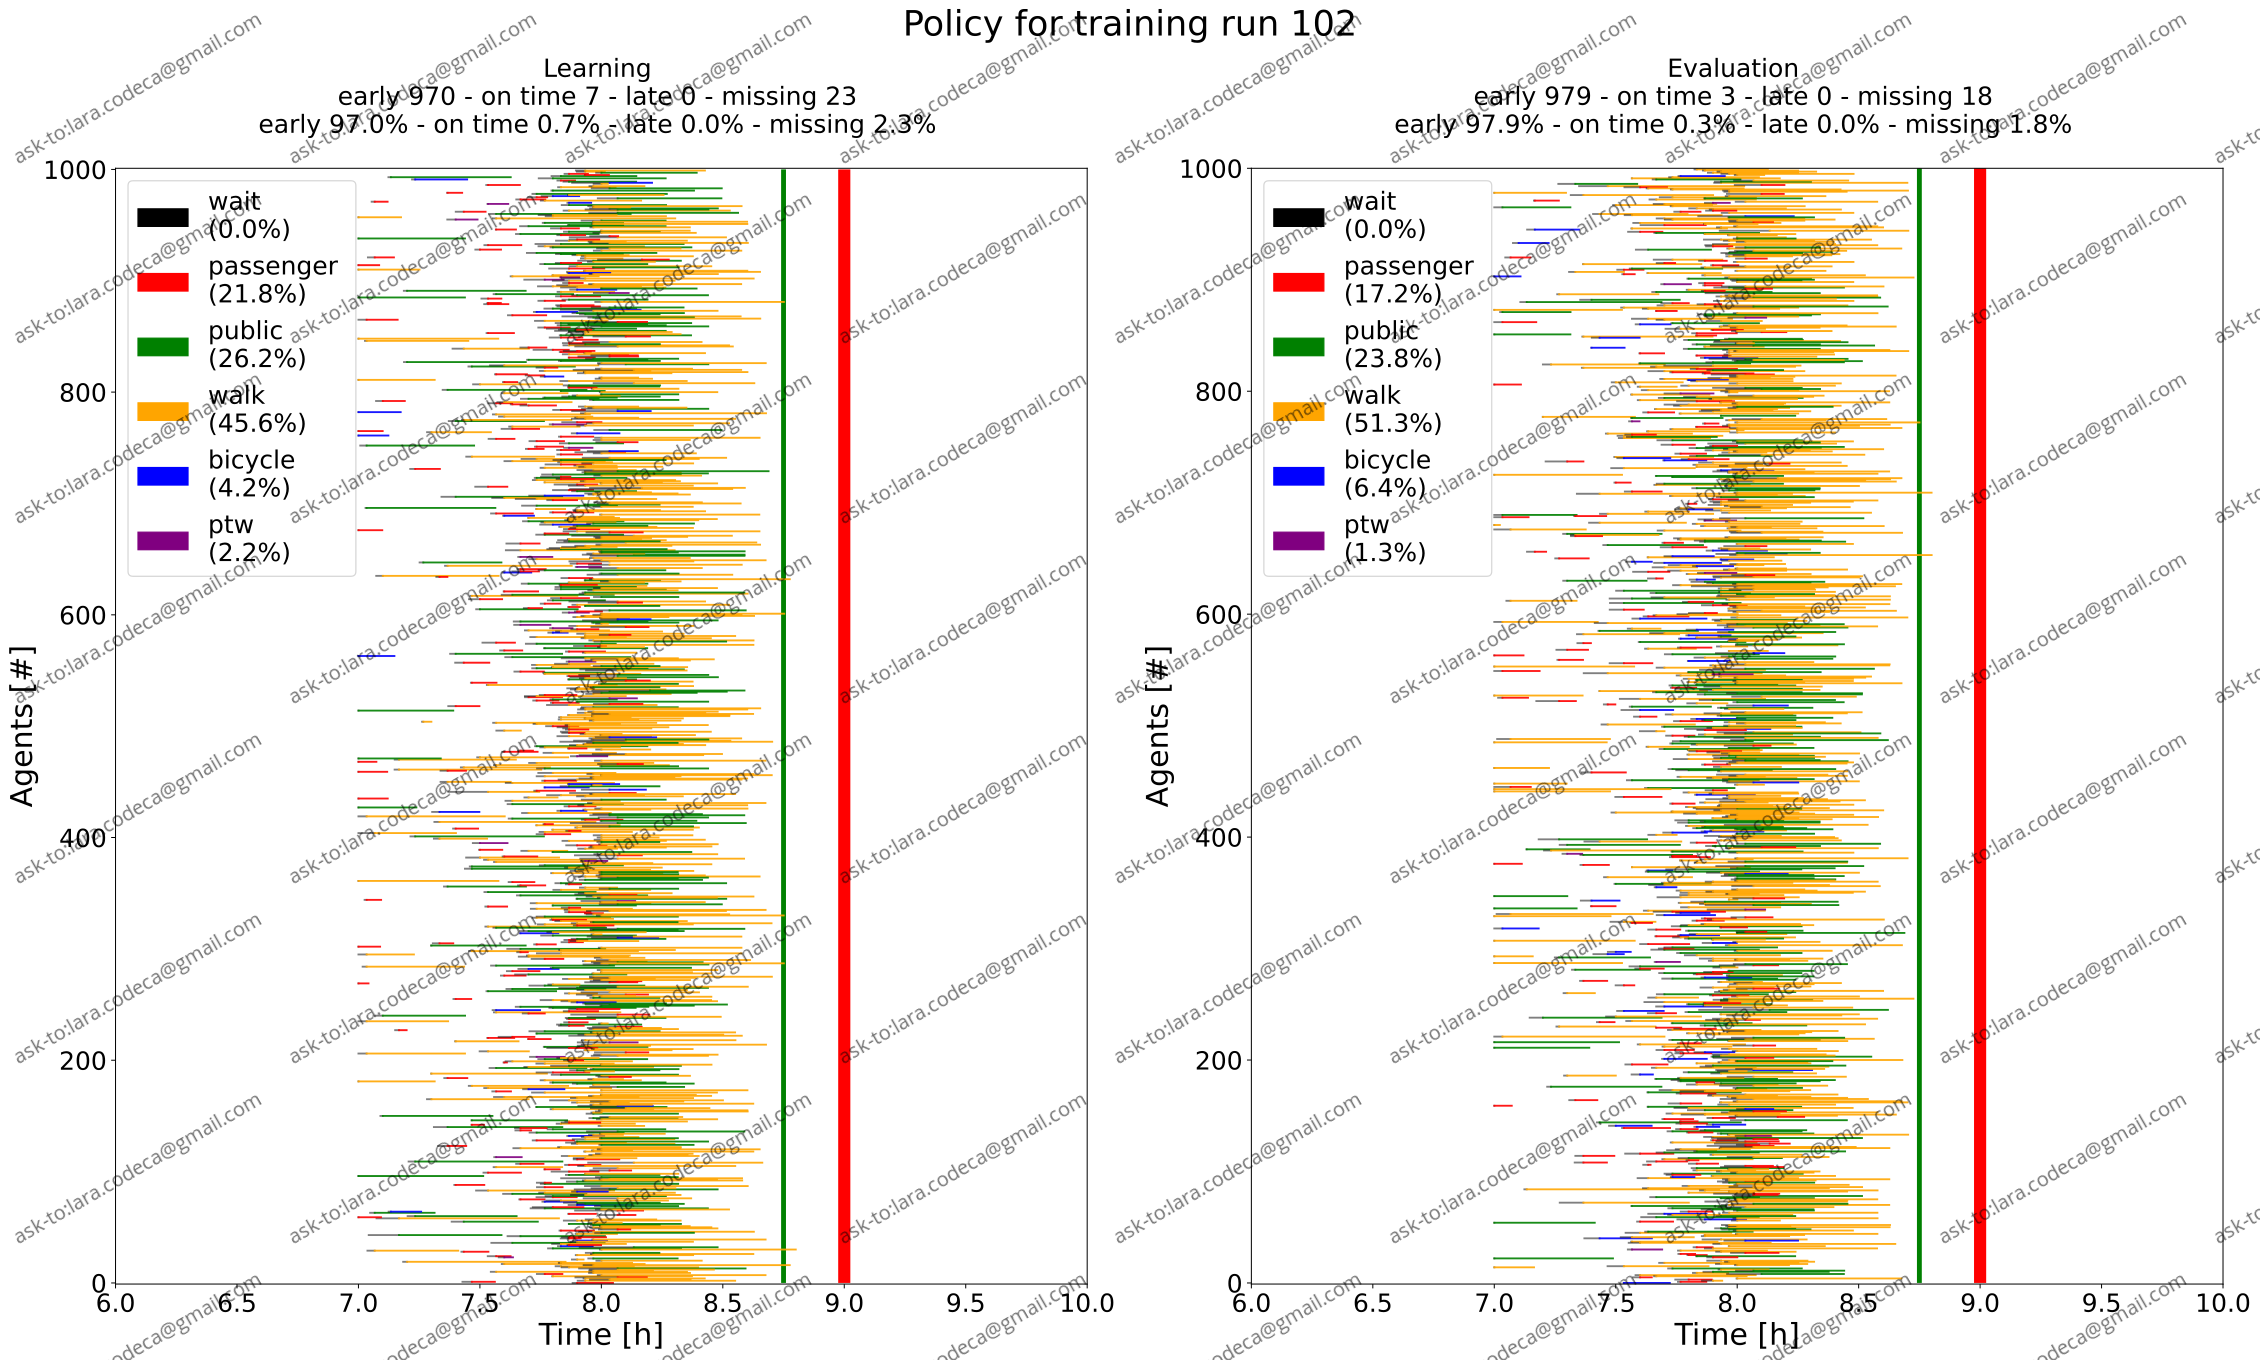 Policy for training run 102
Learning
early 970 - on time 7 - late 0 - missing 23
early 97.0% - on time 0.7% - late 0.0% - missing 2.3%
1000
800
600
400
200
0
Agents [#]
wait
(0.0%)
passenger
(21.8%)
public
(26.2%)
walk
(45.6%)
bicycle
(4.2%)
ptw
(2.2%)
6.0 6.5 7.0 7.5 8.0 8.5 9.0 9.5 10.0
Time [h]
Evaluation
early 979 - on time 3 - late 0 - missing 18
early 97.9% - on time 0.3% - late 0.0% - missing 1.8%
1000
800
600
400
200
0
Agents [#]
wait
(0.0%)
passenger
(17.2%)
public
(23.8%)
walk
(51.3%)
bicycle
(6.4%)
ptw
(1.3%)
6.0 6.5 7.0 7.5 8.0 8.5 9.0 9.5 10.0
Time [h]
ask-to:lara.codeca@gmail.com